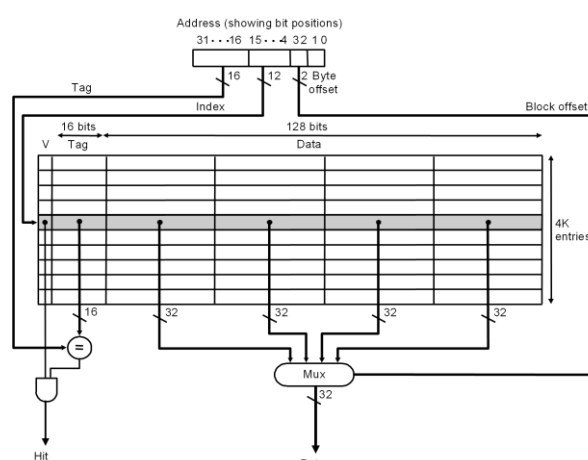 Address (showing bit positions)
31 · · · 16 15 · · · 4 3 2 1 0
16 12 2 Byte
offset
Tag
Index
Block offset
16 bits 128 bits
V Tag Data
4K
entries
16 32 32 32 32
=
Mux
32
Hit